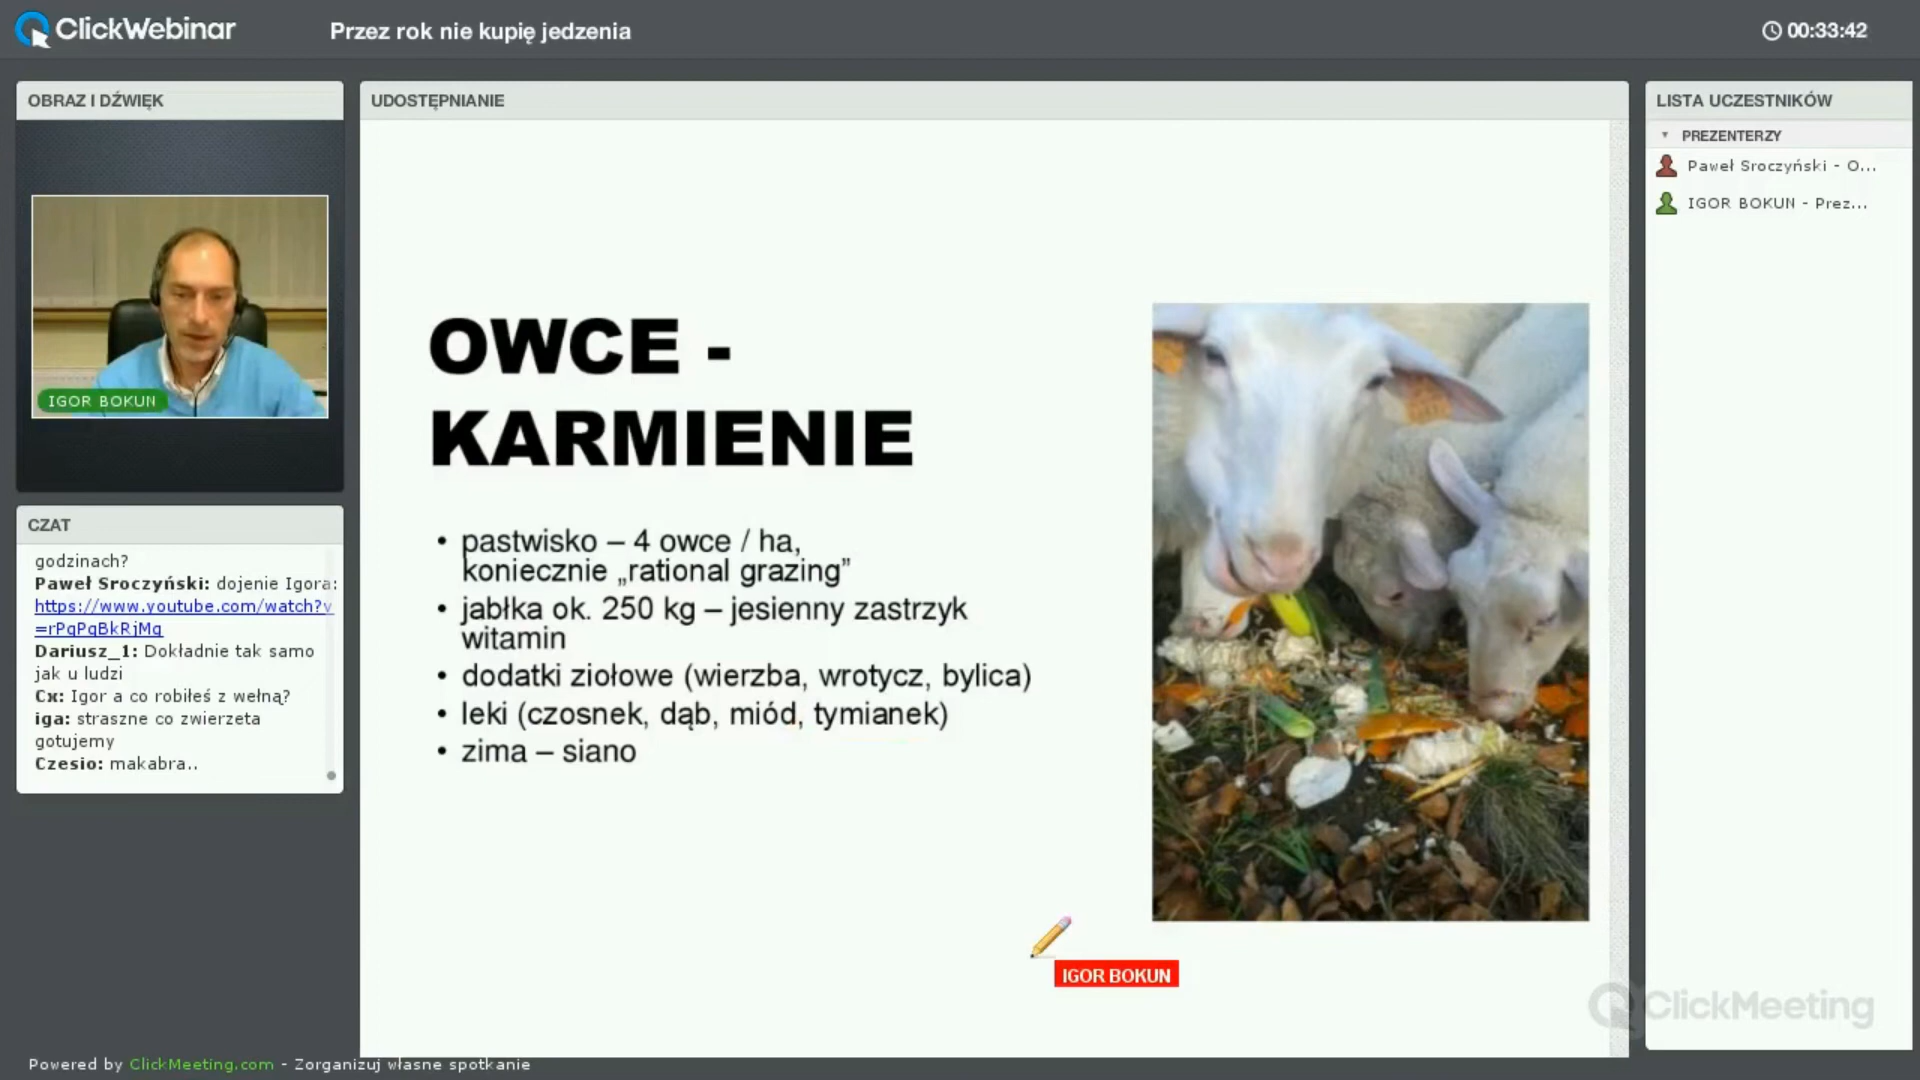 ClickWebinar
Przez rok nie kupię jedzenia
00:33:42
OBRAZ I DŹWIĘK
IGOR BOKUN
CZAT
godzinach?
Paweł Sroczyński: dojenie Igora:
https://www.youtube.com/watch?v
=rPqPqBkRjMq
Dariusz_1: Dokładnie tak samo
jak u ludzi
Cx: Igor a co robiłeś z wełną?
iga: straszne co zwierzeta
gotujemy
Czesio: makabra..
UDOSTĘPNIANIE
OWCE -
KARMIENIE
• pastwisko – 4 owce / ha,
koniecznie „rational grazing”
• jabłka ok. 250 kg – jesienny zastrzyk
witamin
• dodatki ziołowe (wierzba, wrotycz, bylica)
• leki (czosnek, dąb, miód, tymianek)
• zima – siano
IGOR BOKUN
LISTA UCZESTNIKÓW
PREZENTERZY
Paweł Sroczyński - O...
IGOR BOKUN - Prez...
ClickMeeting
Powered by ClickMeeting.com - Zorganizuj własne spotkanie